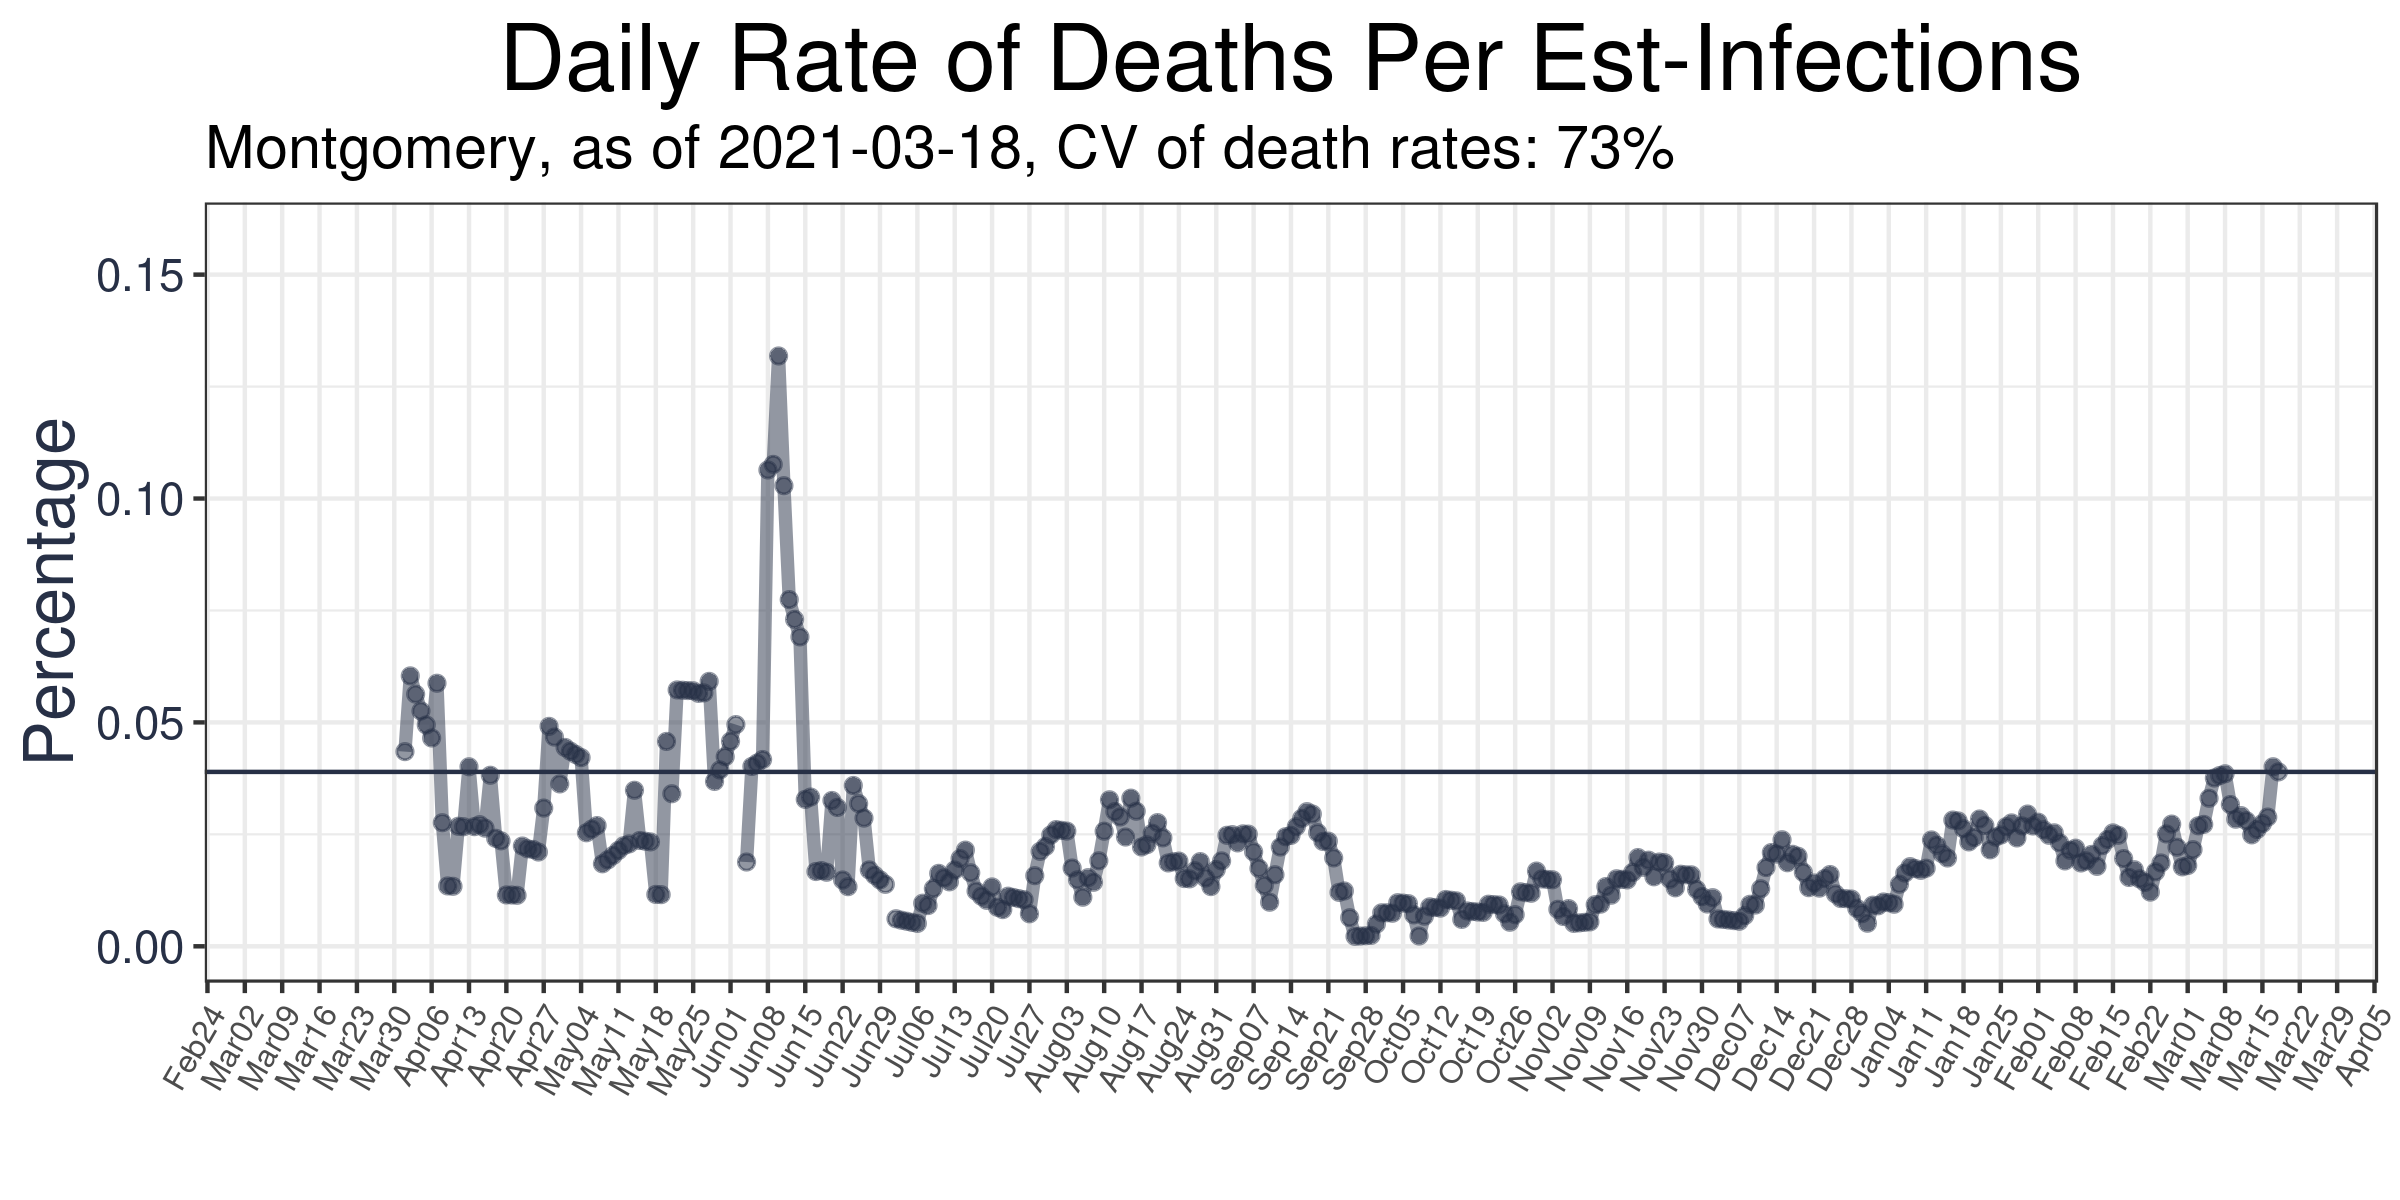 Daily Rate of Deaths Per Est-Infections
Montgomery, as of 2021-03-18, CV of death rates: 73%
Percentage
0.15
0.10
0.05
0.00
Feb24
Mar02
Mar09
Mar16
Mar23
Mar30
Apr06
Apr13
Apr20
Apr27
May04
May11
May18
May25
Jun01
Jun08
Jun15
Jun22
Jun29
Jul06
Jul13
Jul20
Jul27
Aug03
Aug10
Aug17
Aug24
Aug31
Sep07
Sep14
Sep21
Sep28
Oct05
Oct12
Oct19
Oct26
Nov02
Nov09
Nov16
Nov23
Nov30
Nov07
Dec14
Dec21
Dec28
Dec04
Jan11
Jan18
Jan25
Feb01
Feb08
Feb15
Feb22
Mar01
Mar08
Mar15
Mar22
Mar29
Apr05